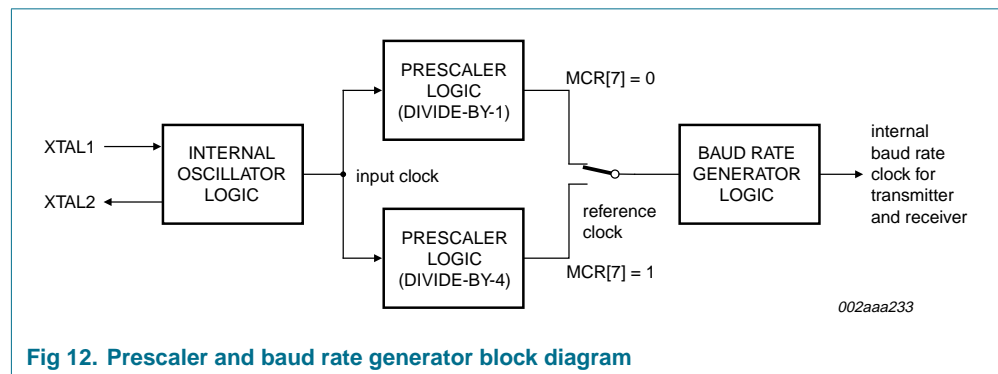 XTAL1
XTAL2
INTERNAL
OSCILLATOR
LOGIC
input clock
PRESCALER
LOGIC
(DIVIDE-BY-1)
MCR[7] = 0
PRESCALER
LOGIC
(DIVIDE-BY-4)
MCR[7] = 1
reference
clock
BAUD RATE
GENERATOR
LOGIC
internal
baud rate
clock for
transmitter
and receiver
002aaa233
Fig 12. Prescaler and baud rate generator block diagram